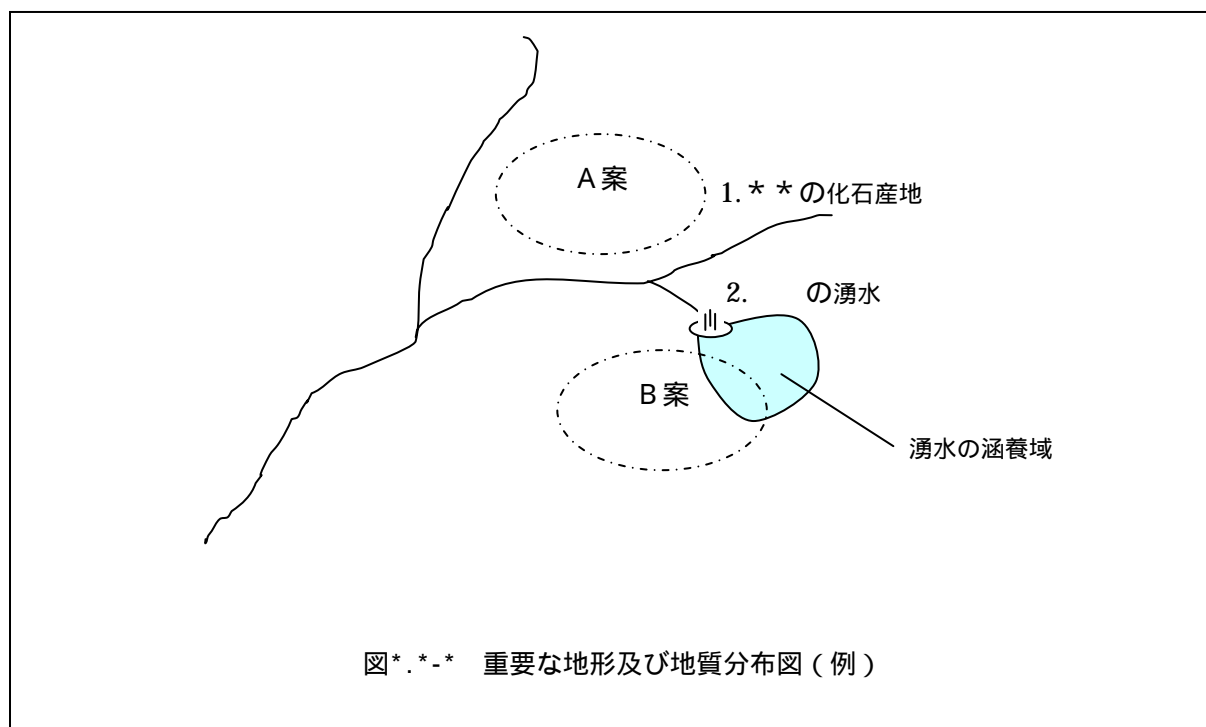 A案
1.**の化石産地
2.　　の湧水
B案
湧水の涵養域
図*.*-*　重要な地形及び地質分布図(例)